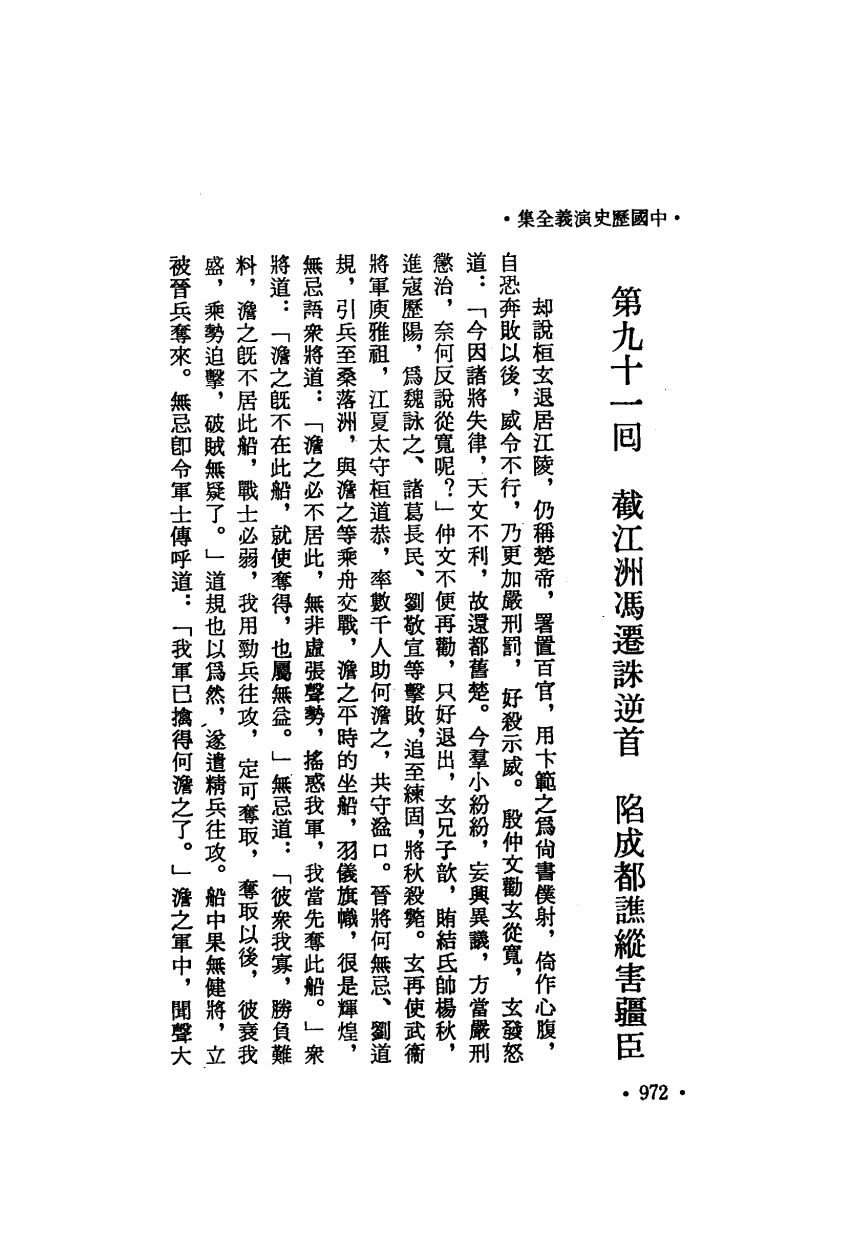 •中國歷史演義全集•
第九十一回　截江洲馮遷誅逆首　陷成都譙縱害疆臣
却說桓玄退居江陵，仍稱楚帝，署置百官，用卞範之爲尙書僕射，倚作心腹，
自恐奔敗以後，威令不行，乃更加嚴刑罰，好殺示威。殷仲文勸玄從寬，玄發怒
道：「今因諸將失律，天文不利，故還都舊楚。今羣小紛紛，妄興異議，方當嚴刑
懲治，奈何反說從寬呢？」仲文不便再勸，只好退出，玄兄子歆，賄結氐帥楊秋，
進寇歷陽，爲魏詠之、諸葛長民、劉敬宣等擊敗，追至練固，將秋殺斃。玄再使武衞
將軍庾雅祖，江夏太守桓道恭，率數千人助何澹之，共守湓口。晉將何無忌、劉道
規，引兵至桑落洲，與澹之等乘舟交戰，澹之平時的坐船，羽儀旗幟，很是輝煌，
無忌語衆將道：「澹之必不居此，無非虛張聲勢，搖惑我軍，我當先奪此船。」衆
將道：「澹之旣不在此船，就使奪得，也屬無益。」無忌道：「彼衆我寡，勝負難
料，澹之旣不居此船，戰士必弱，我用勁兵往攻，定可奪取，奪取以後，彼衰我
盛，乘勢迫擊，破賊無疑了。」道規也以爲然，遂遣精兵往攻。船中果無健將，立
被晉兵奪來。無忌卽令軍士傳呼道：「我軍已擒得何澹之了。」澹之軍中，聞聲大
•972•